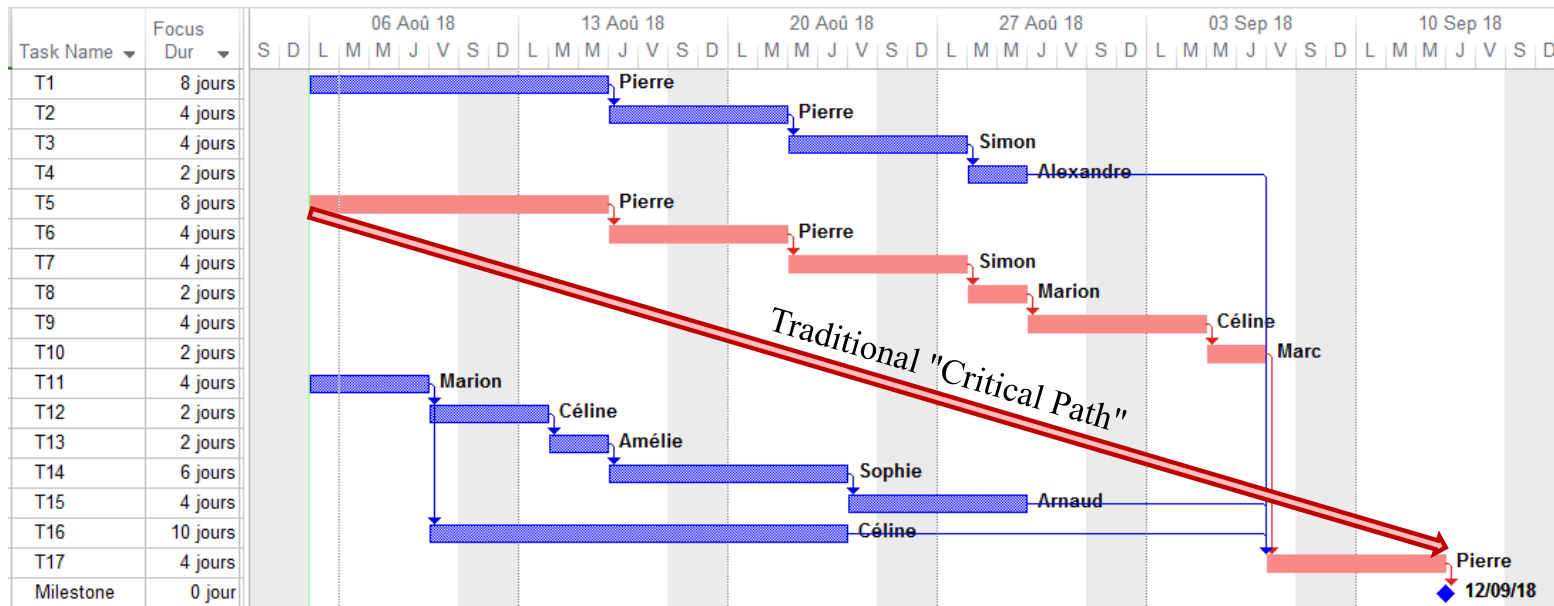 06 Aoû 18 13 Aoû 18 20 Aoû 18 27 Aoû 18 03 Sep 18 10 Sep 18
Task Name Focus Dur S D L M M J V S D L M M J V S D L M M J V S D L M M J V S D L M M J V S D L M M J V S D
T1 8 jours Pierre
T2 4 jours Pierre
T3 4 jours Simon
T4 2 jours Alexandre
T5 8 jours Pierre
T6 4 jours Pierre
T7 4 jours Simon
T8 2 jours Marion
T9 4 jours Céline
T10 2 jours Marc
Traditional "Critical Path"
T11 4 jours Marion
T12 2 jours Céline
T13 2 jours Amélie
T14 6 jours Sophie
T15 4 jours Arnaud
T16 10 jours Céline
T17 4 jours Pierre
Milestone 0 jour 12/09/18